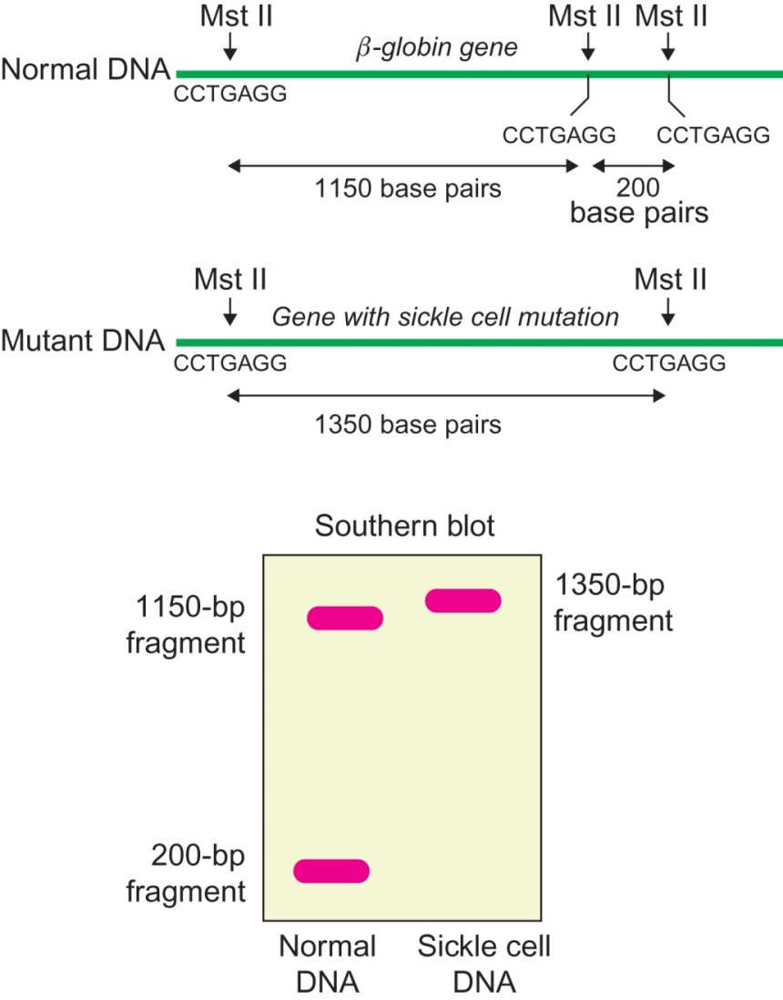 Mst II Mst II Mst II
β-globin gene
Normal DNA
CCTGAGG
CCTGAGG CCTGAGG
1150 base pairs
200
base pairs
Mst II Mst II
Gene with sickle cell mutation
Mutant DNA
CCTGAGG CCTGAGG
1350 base pairs
Southern blot
1150-bp
fragment
1350-bp
fragment
200-bp
fragment
Normal
DNA
Sickle cell
DNA